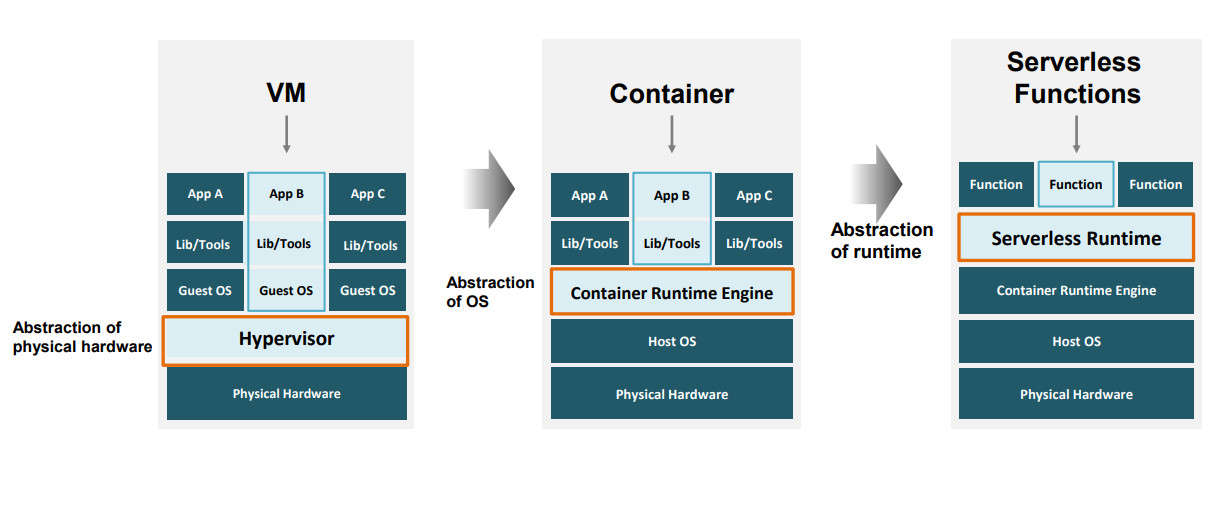 VM
App A
App B
App C
Lib/Tools
Lib/Tools
Lib/Tools
Guest OS
Guest OS
Guest OS
Abstraction of
physical hardware
Hypervisor
Physical Hardware
Container
App A
App B
App C
Lib/Tools
Lib/Tools
Lib/Tools
Abstraction
of OS
Container Runtime Engine
Host OS
Physical Hardware
Serverless
Functions
Function
Function
Function
Abstraction
of runtime
Serverless Runtime
Container Runtime Engine
Host OS
Physical Hardware